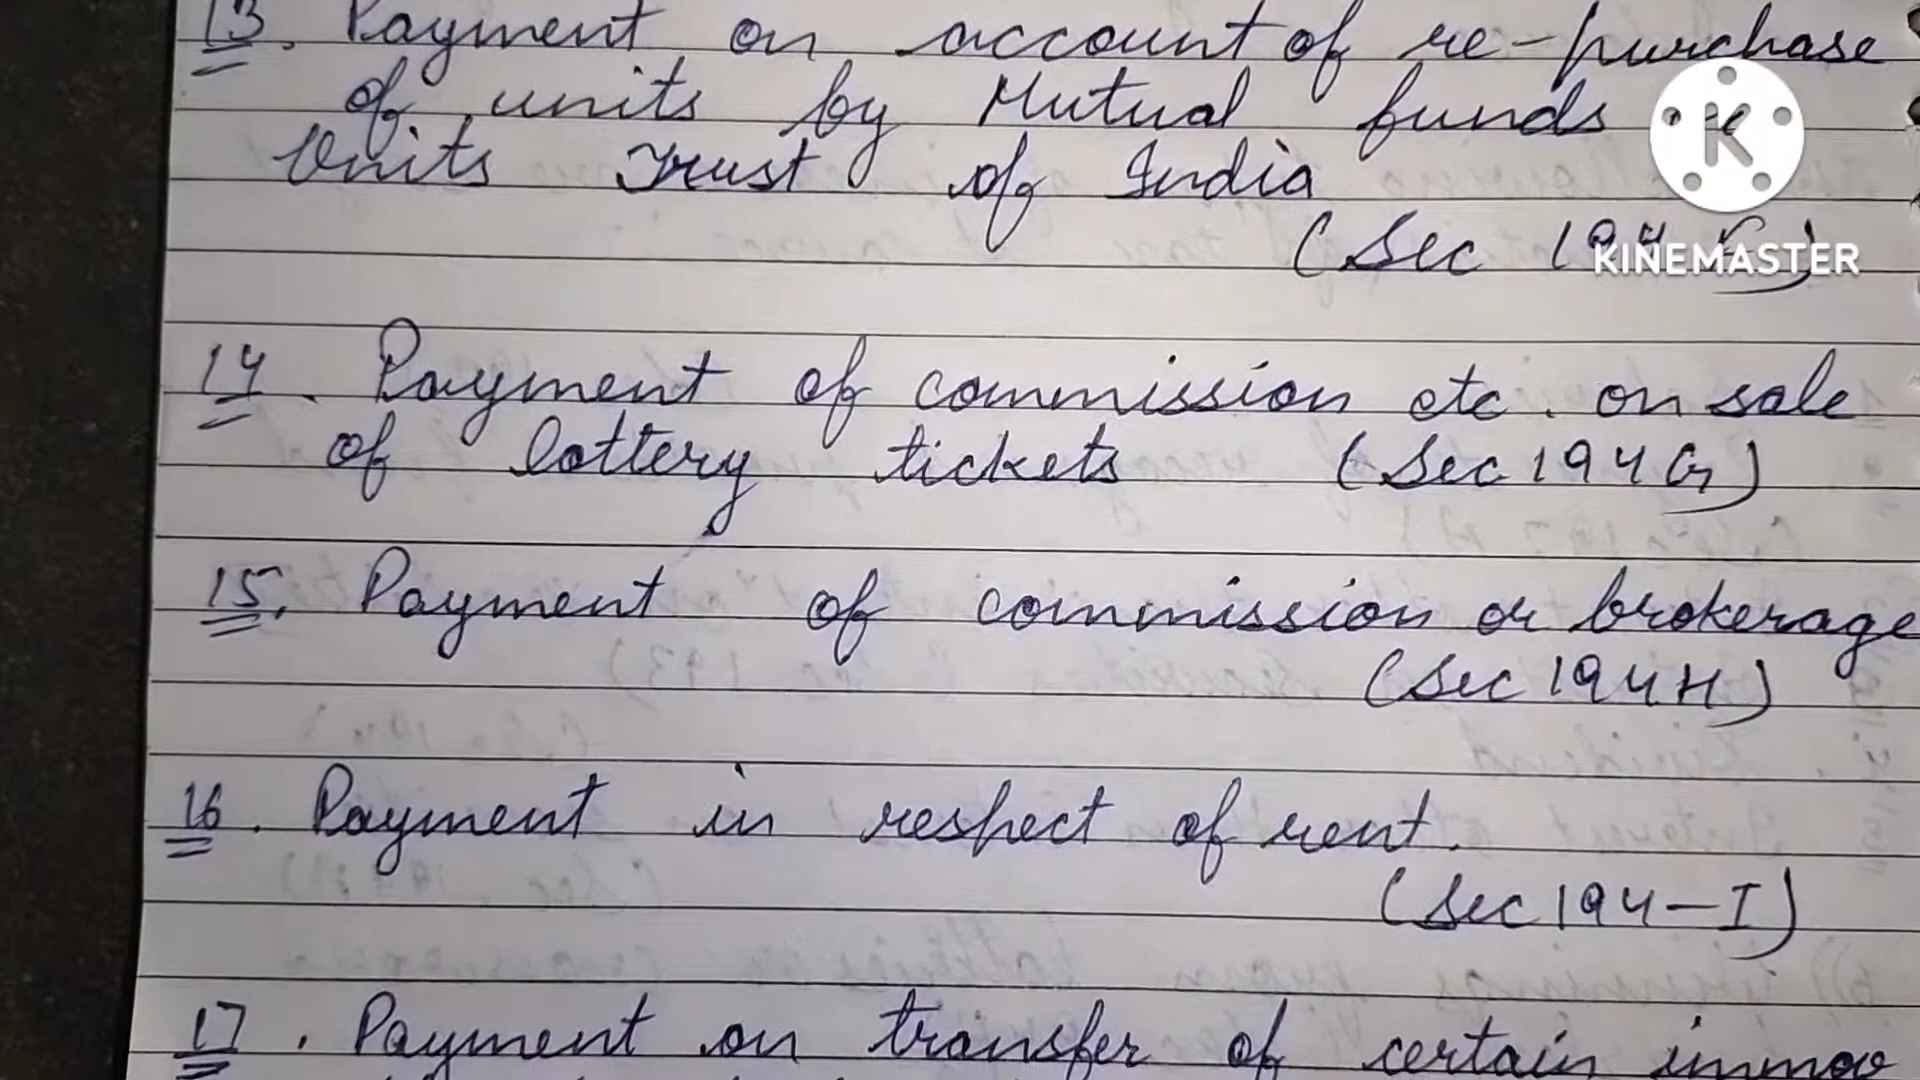 13. Payment on account of re-purchase
of units by Mutual funds
Units Trust of India
(Sec 194
K
KINEMASTER
14. Payment of commission etc. on sale
of lottery tickets (Sec 194G)
15. Payment of commission or brokerage
(Sec 194H)
16. Payment in respect of rent.
(Sec 194-I)
17. Payment on transfer of certain immov